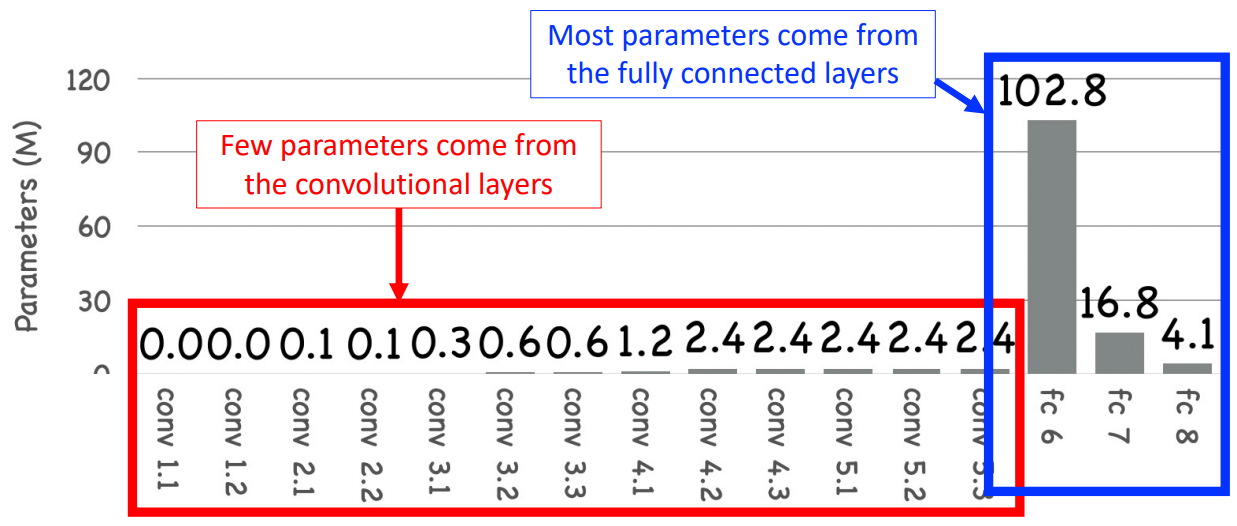 Most parameters come from
the fully connected layers
Few parameters come from
the convolutional layers
Parameters (M)
120
90
60
30
0
0.0 0.0 0.1 0.1 0.3 0.6 0.6 1.2 2.4 2.4 2.4 2.4 2.4 102.8 16.8 4.1
conv 1.1
conv 1.2
conv 2.1
conv 2.2
conv 3.1
conv 3.2
conv 3.3
conv 4.1
conv 4.2
conv 4.3
conv 5.1
conv 5.2
conv 5.3
fc 6
fc 7
fc 8